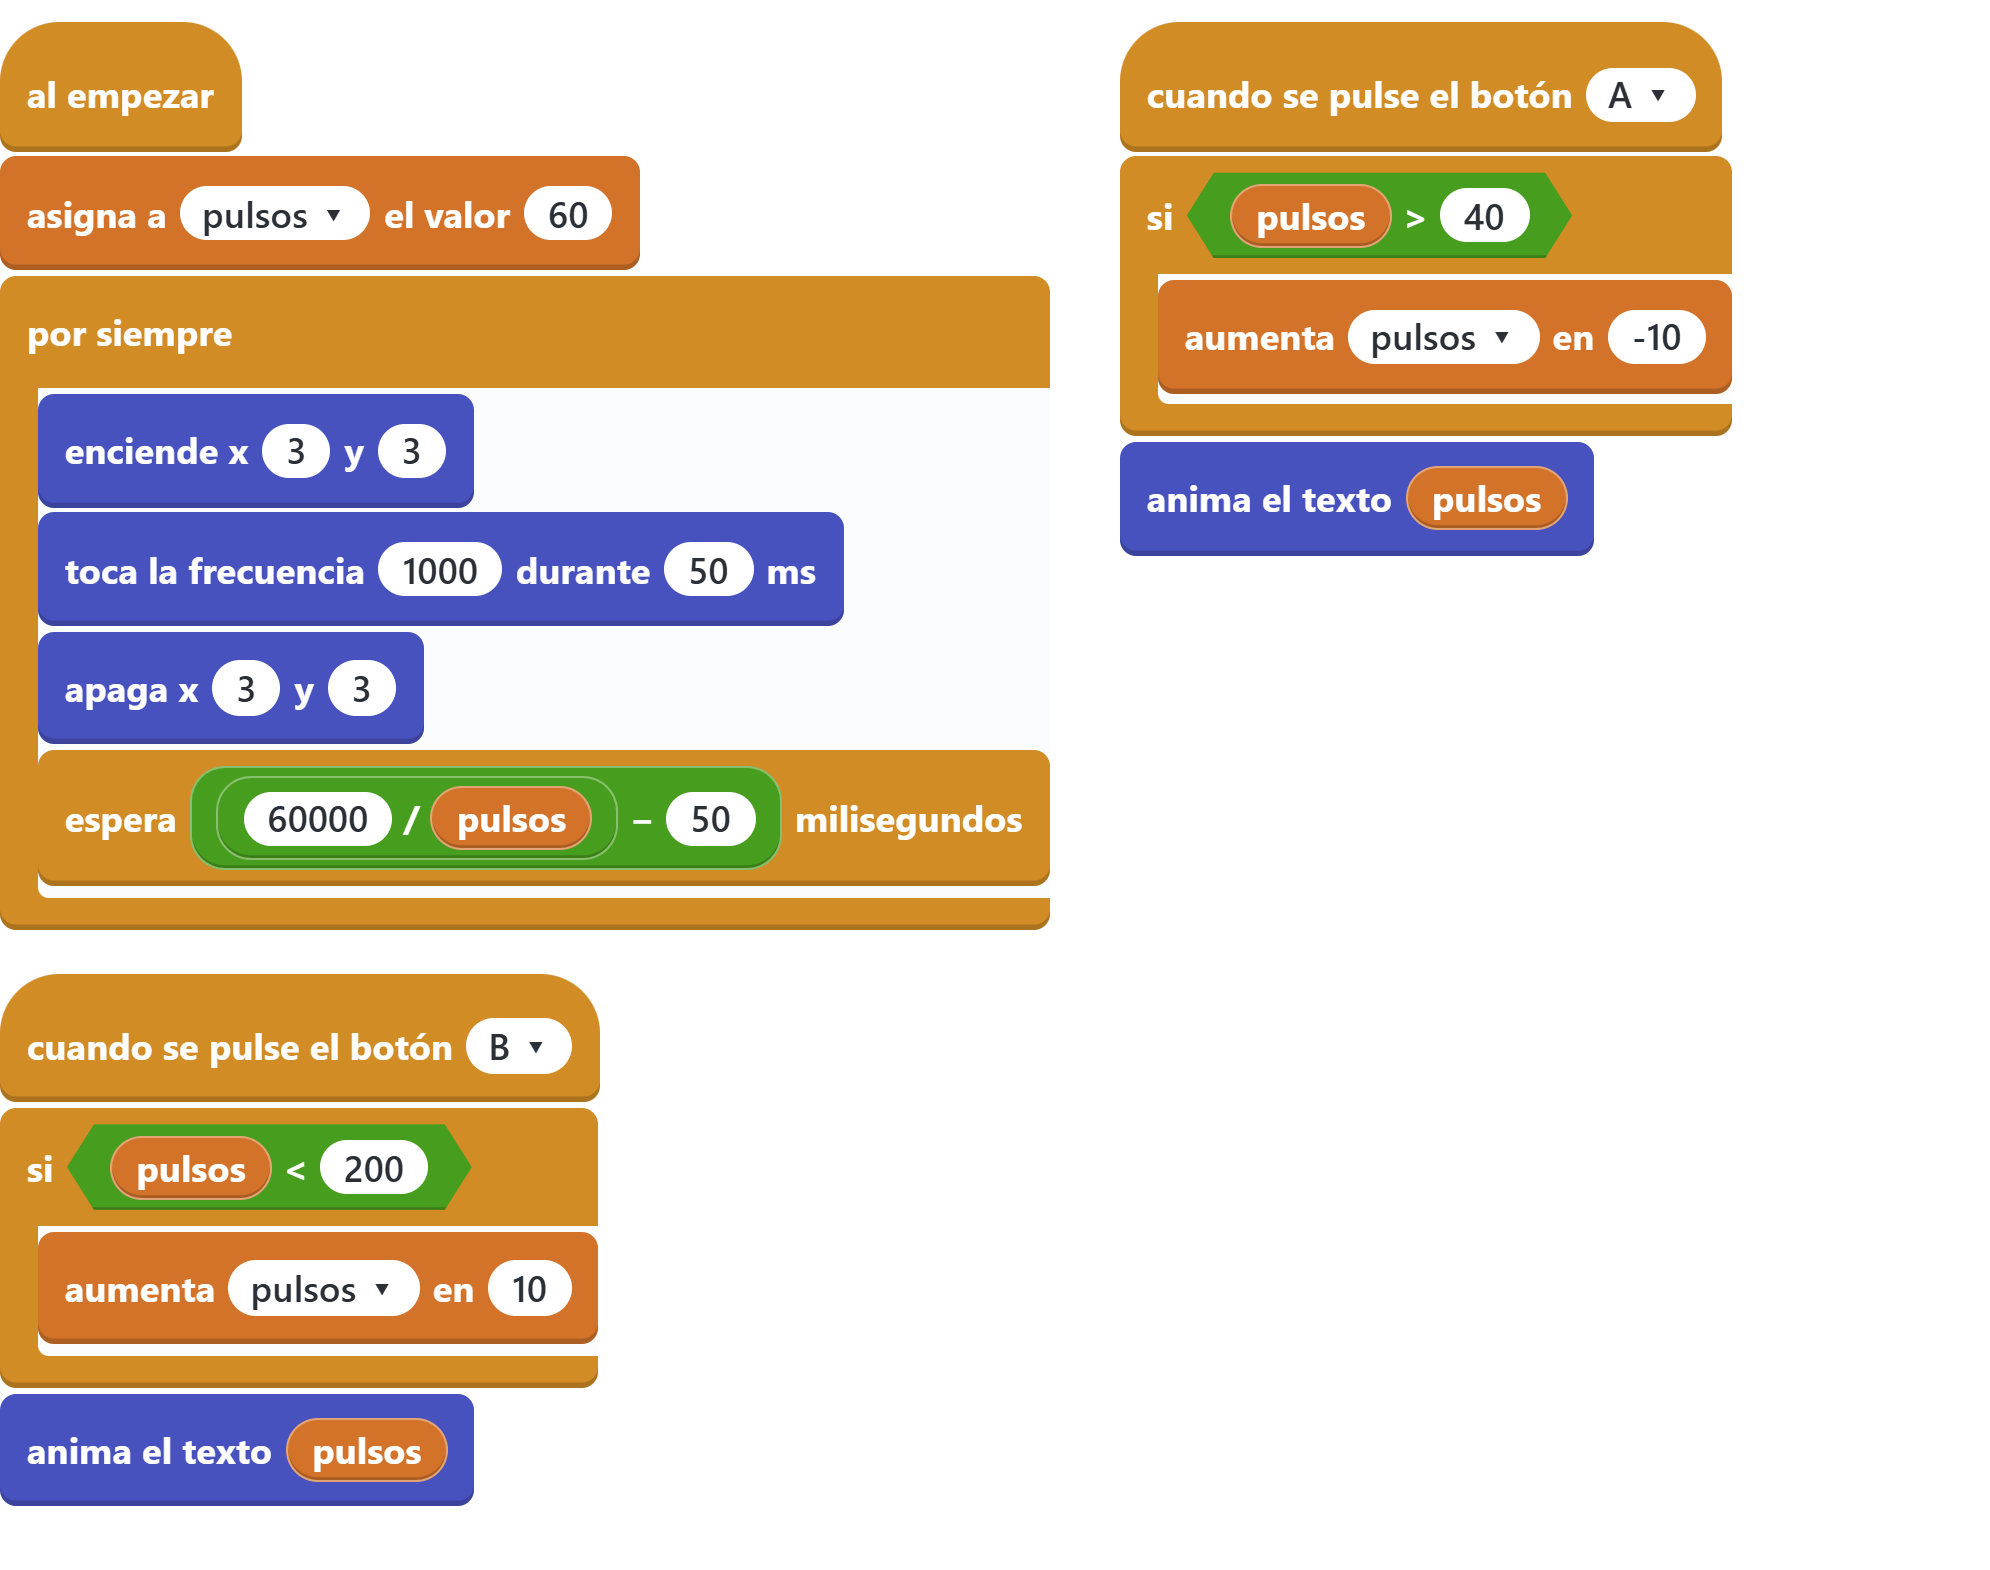 al empezar
asigna a pulsos ▼ el valor 60
por siempre
enciende x 3 y 3
toca la frecuencia 1000 durante 50 ms
apaga x 3 y 3
espera 60000 / pulsos – 50 milisegundos
cuando se pulse el botón A ▼
si pulsos > 40
aumenta pulsos ▼ en -10
anima el texto pulsos
cuando se pulse el botón B ▼
si pulsos < 200
aumenta pulsos ▼ en 10
anima el texto pulsos